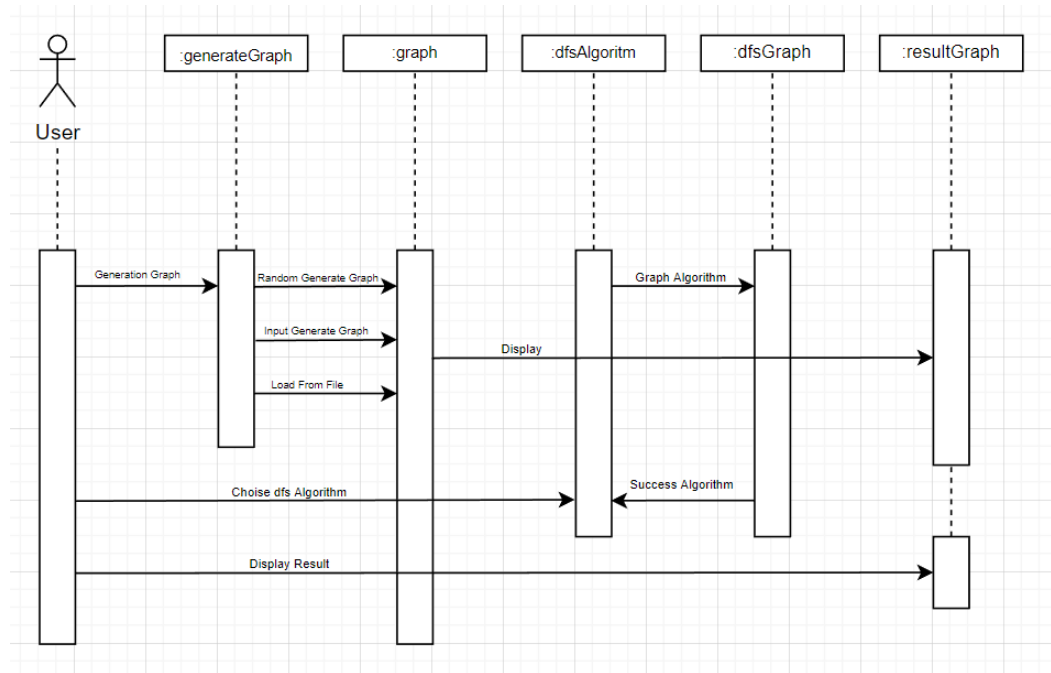 :generateGraph
:graph
:dfsAlgoritm
:dfsGraph
:resultGraph
User
Generation Graph
Random Generate Graph
Graph Algorithm
Input Generate Graph
Display
Load From File
Choise dfs Algorithm
Success Algorithm
Display Result